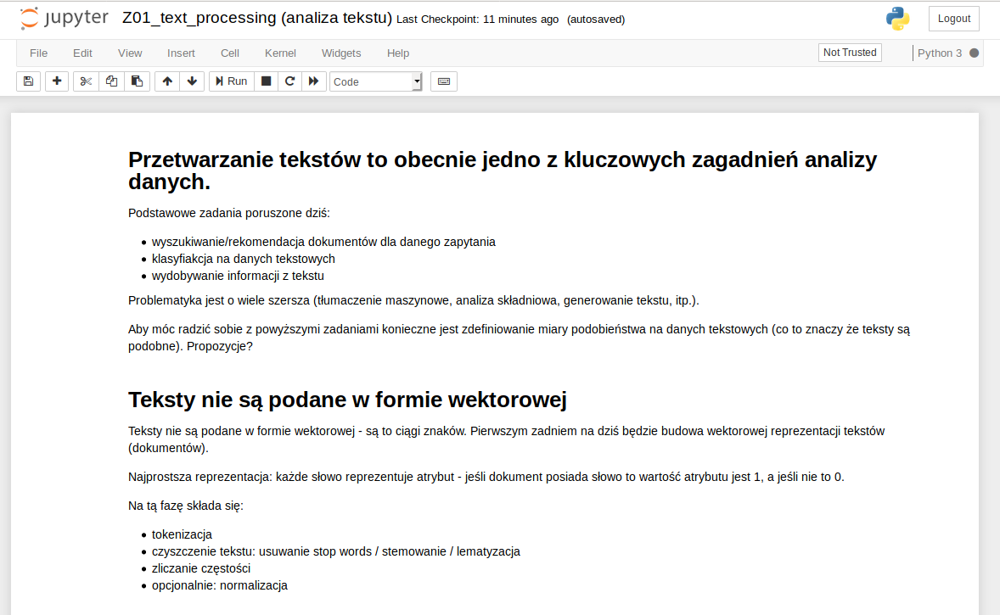 jupyter Z01_text_processing (analiza tekstu) Last Checkpoint: 11 minutes ago (autosaved) Logout
File Edit View Insert Cell Kernel Widgets Help Not Trusted Python 3
Run Code
Przetwarzanie tekstów to obecnie jedno z kluczowych zagadnień analizy
danych.
Podstawowe zadania poruszone dziś:
wyszukiwanie/rekomendacja dokumentów dla danego zapytania
klasyfiakcja na danych tekstowych
wydobywanie informacji z tekstu
Problematyka jest o wiele szersza (tłumaczenie maszynowe, analiza składniowa, generowanie tekstu, itp.).
Aby móc radzić sobie z powyższymi zadaniami konieczne jest zdefiniowanie miary podobieństwa na danych tekstowych (co to znaczy że teksty są
podobne). Propozycje?
Teksty nie są podane w formie wektorowej
Teksty nie są podane w formie wektorowej - są to ciągi znaków. Pierwszym zadniem na dziś będzie budowa wektorowej reprezentacji tekstów
(dokumentów).
Najprostsza reprezentacja: każde słowo reprezentuje atrybut - jeśli dokument posiada słowo to wartość atrybutu jest 1, a jeśli nie to 0.
Na tą fazę składa się:
tokenizacja
czyszczenie tekstu: usuwanie stop words / stemowanie / lematyzacja
zliczanie częstości
opcjonalnie: normalizacja